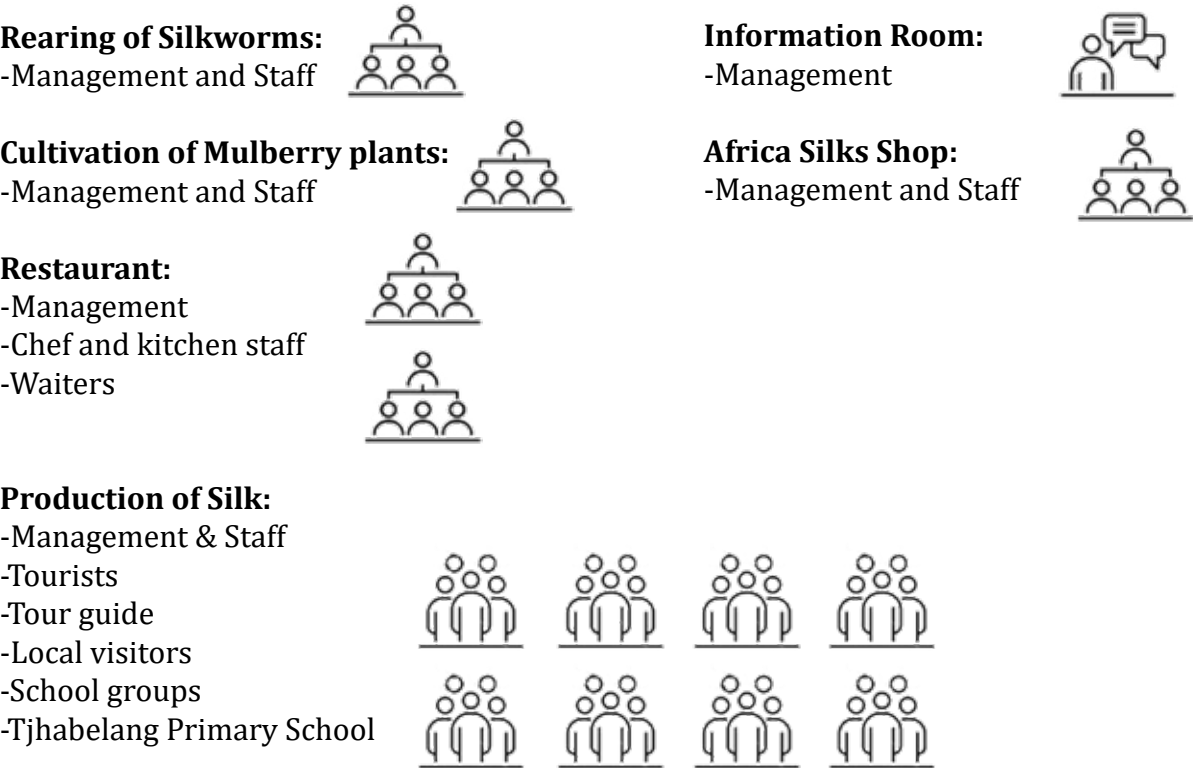 Rearing of Silkworms:
-Management and Staff
Cultivation of Mulberry plants:
-Management and Staff
Restaurant:
-Management
-Chef and kitchen staff
-Waiters
Production of Silk:
-Management & Staff
-Tourists
-Tour guide
-Local visitors
-School groups
-Tjhabelang Primary School
Information Room:
-Management
Africa Silks Shop:
-Management and Staff